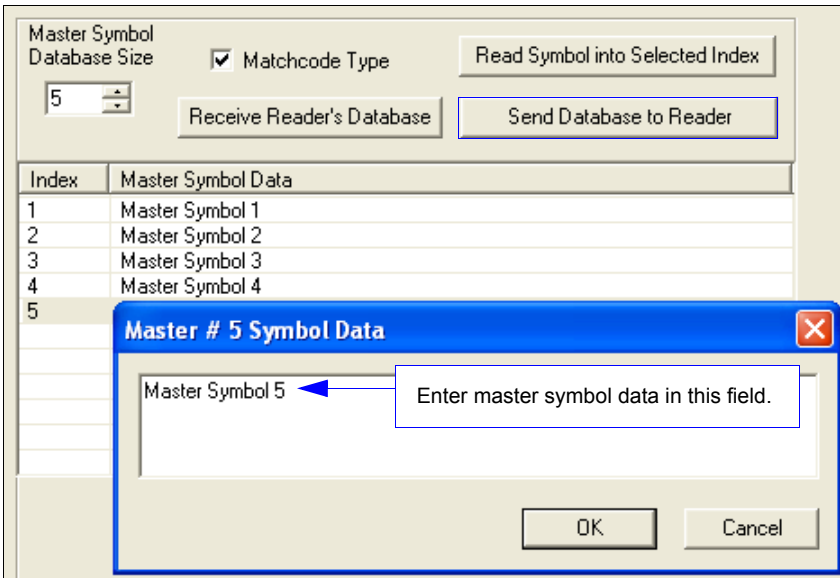 Master Symbol
Database Size
Matchcode Type
Read Symbol into Selected Index
5
Receive Reader's Database
Send Database to Reader
Index Master Symbol Data
1 Master Symbol 1
2 Master Symbol 2
3 Master Symbol 3
4 Master Symbol 4
5
Master # 5 Symbol Data
Master Symbol 5
Enter master symbol data in this field.
OK Cancel